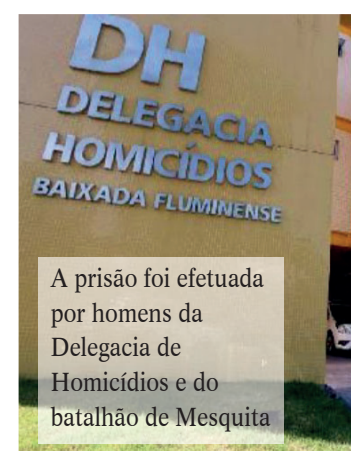 DH
DELEGACIA
HOMICÍDIOS
BAIXADA FLUMINENSE
A prisão foi efetuada
por homens da
Delegacia de
Homicídios e do
batalhão de Mesquita